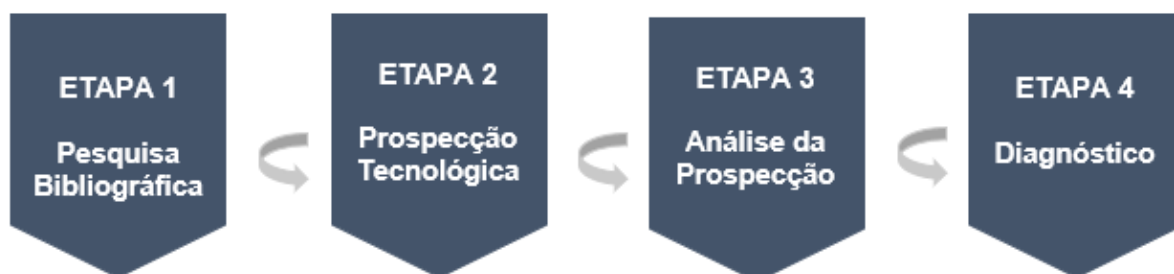 ETAPA 1
Pesquisa
Bibliográfica
ETAPA 2
Prospecção
Tecnológica
ETAPA 3
Análise da
Prospecção
ETAPA 4
Diagnóstico